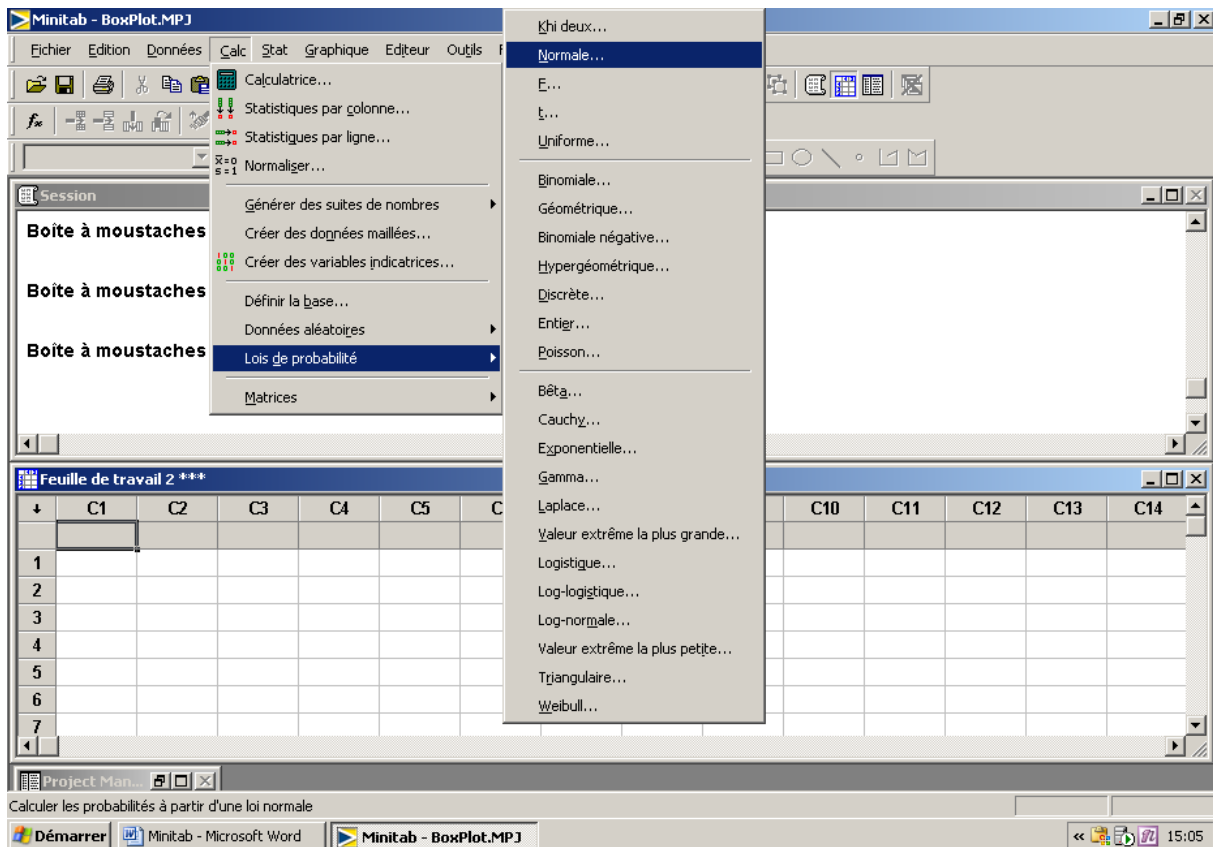 Minitab - BoxPlot.MPJ
Fichier Edition Données Calc Stat Graphique Editeur Outils
Calculatrice...
Statistiques par colonne...
Statistiques par ligne...
Normaliser...
Générer des suites de nombres
Créer des données maillées...
Créer des variables indicatrices...
Définir la base...
Données aléatoires
Lois de probabilité
Matrices
Khi deux...
Normale...
F...
t...
Uniforme...
Binomiale...
Géométrique...
Binomiale négative...
Hypergéométrique...
Discrète...
Entier...
Poisson...
Bêta...
Cauchy...
Exponentielle...
Gamma...
Laplace...
Valeur extrême la plus grande...
Logistique...
Log-logistique...
Log-normale...
Valeur extrême la plus petite...
Triangulaire...
Weibull...
Session
Boîte à moustaches
Boîte à moustaches
Boîte à moustaches
Feuille de travail 2 ***
C1 C2 C3 C4 C5 C10 C11 C12 C13 C14
1
2
3
4
5
6
7
Project Man...
Calculer les probabilités à partir d'une loi normale
Démarrer Minitab - Microsoft Word Minitab - BoxPlot.MPJ 15:05